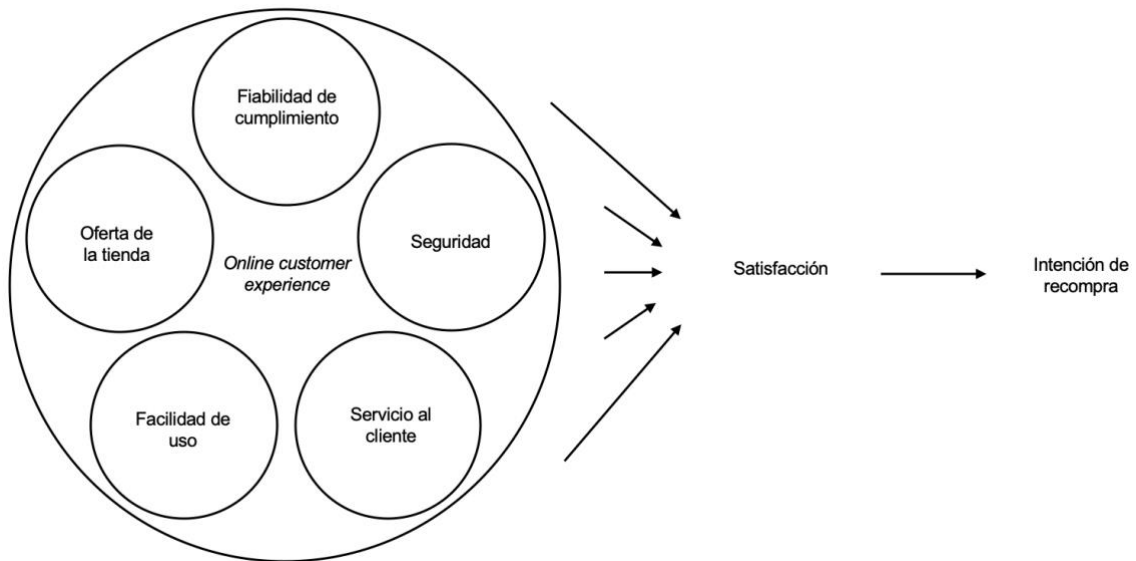 Fiabilidad de
cumplimiento
Oferta de
la tienda
Seguridad
Online customer
experience
Facilidad de
uso
Servicio al
cliente
Satisfacción
Intención de
recompra